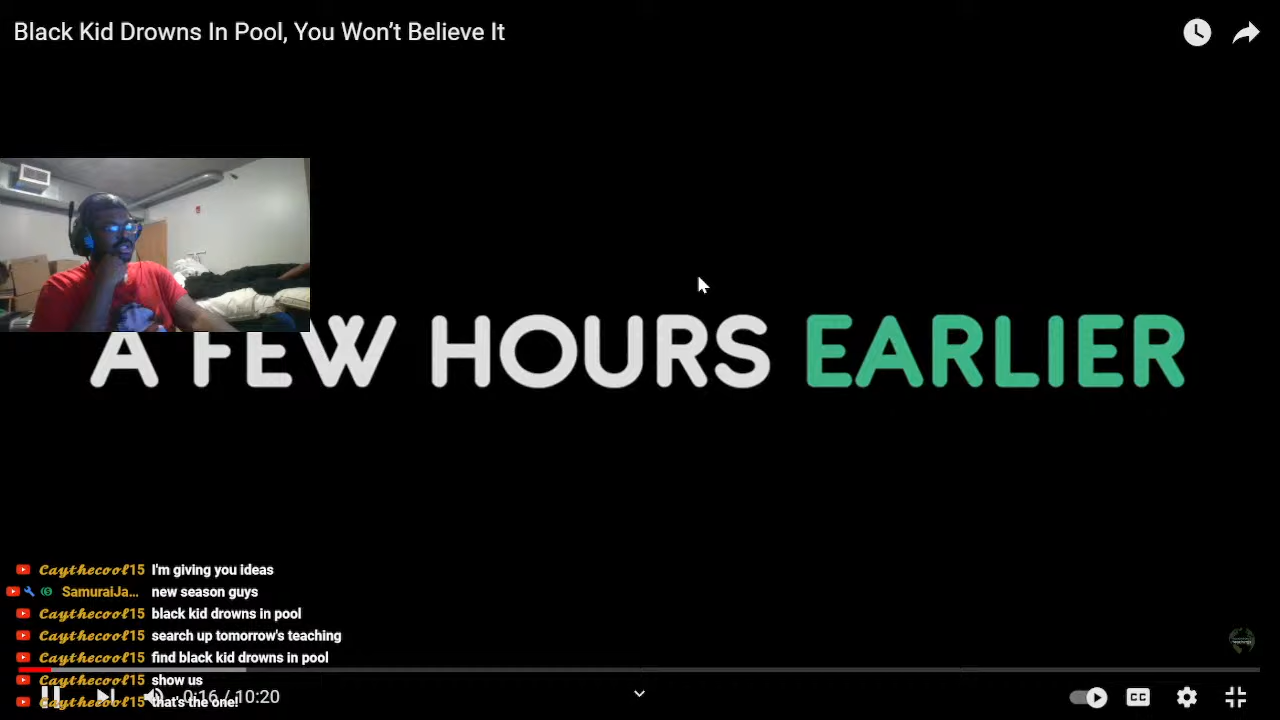 Black Kid Drowns In Pool, You Won’t Believe It
A FEW HOURS EARLIER
Caythecool15 I'm giving you ideas
SamuraiJa... new season guys
Caythecool15 black kid drowns in pool
Caythecool15 search up tomorrow's teaching
Caythecool15 find black kid drowns in pool
Caythecool15 show us
Caythecool15 that's the one!
0:16 / 10:20
CC